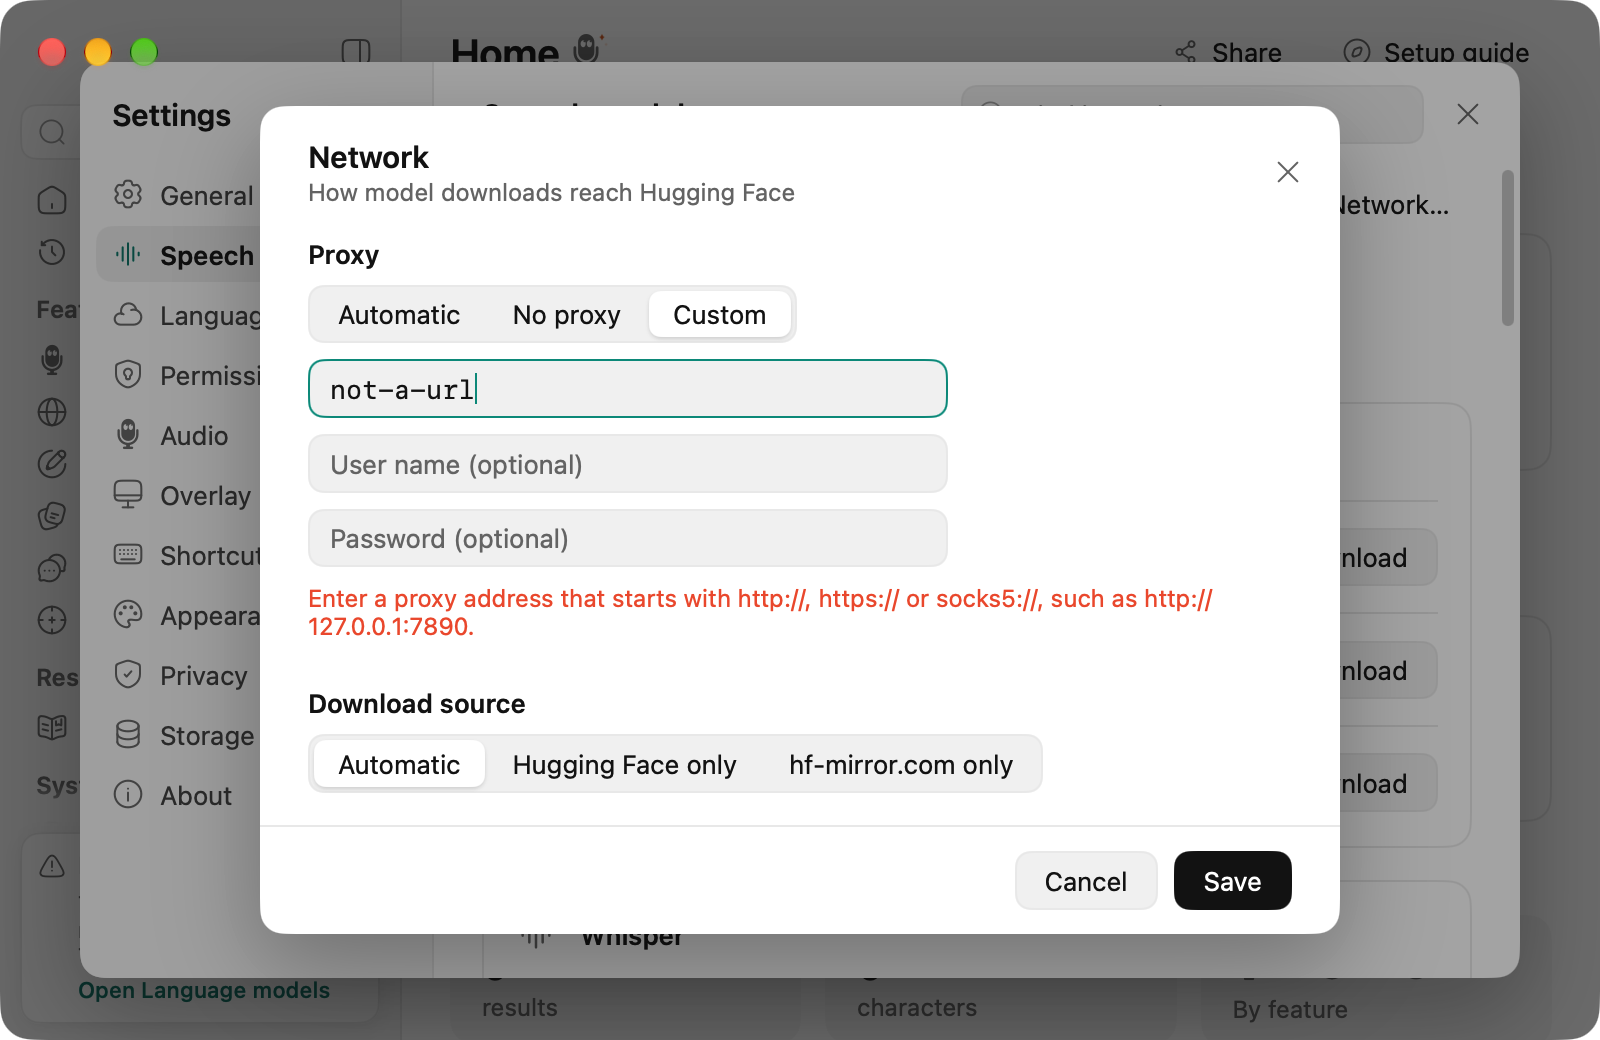 Home
Share
Setup guide
Settings
General
Speech
Languag
Permissi
Audio
Overlay
Shortcut
Appeara
Privacy
Storage
About
Network
How model downloads reach Hugging Face
Proxy
Automatic
No proxy
Custom
not-a-url
User name (optional)
Password (optional)
Enter a proxy address that starts with http://, https:// or socks5://, such as http://
127.0.0.1:7890.
Download source
Automatic
Hugging Face only
hf-mirror.com only
Cancel
Save
Network...
nload
nload
nload
Whisper
Fea
Res
Sys
Open Language models
results
characters
By feature